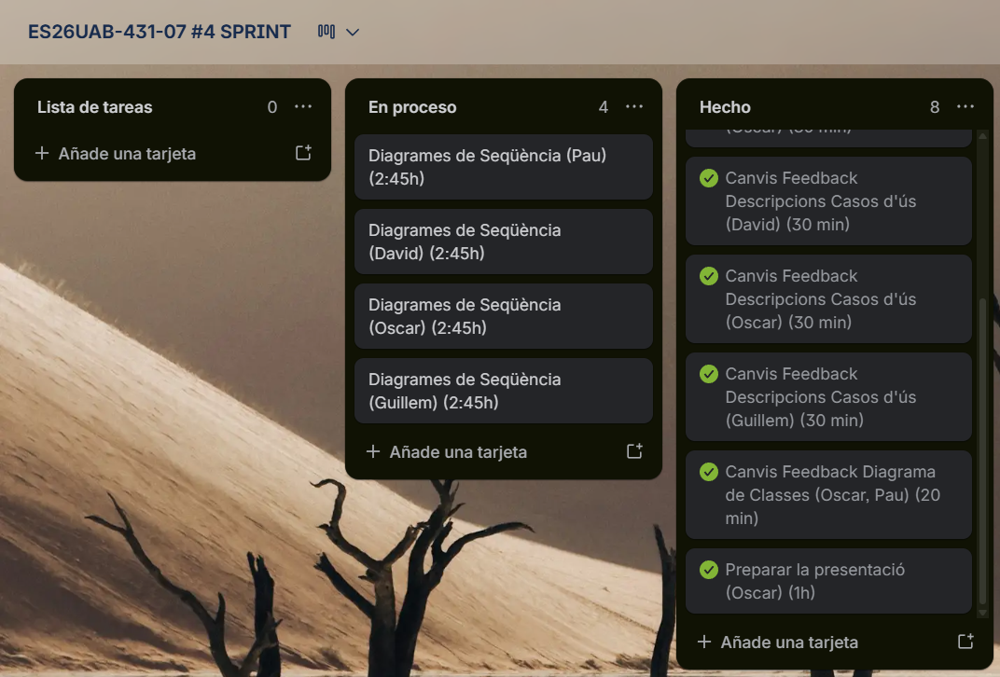 ES26UAB-431-07 #4 SPRINT
Lista de tareas 0
Añade una tarjeta
En proceso 4
Diagrames de Seqüència (Pau)
(2:45h)
Diagrames de Seqüència
(David) (2:45h)
Diagrames de Seqüència
(Oscar) (2:45h)
Diagrames de Seqüència
(Guillem) (2:45h)
Añade una tarjeta
Hecho 8
Canvis Feedback
Descripcions Casos d'ús
(David) (30 min)
Canvis Feedback
Descripcions Casos d'ús
(Oscar) (30 min)
Canvis Feedback
Descripcions Casos d'ús
(Guillem) (30 min)
Canvis Feedback Diagrama
de Classes (Oscar, Pau) (20
min)
Preparar la presentació
(Oscar) (1h)
Añade una tarjeta